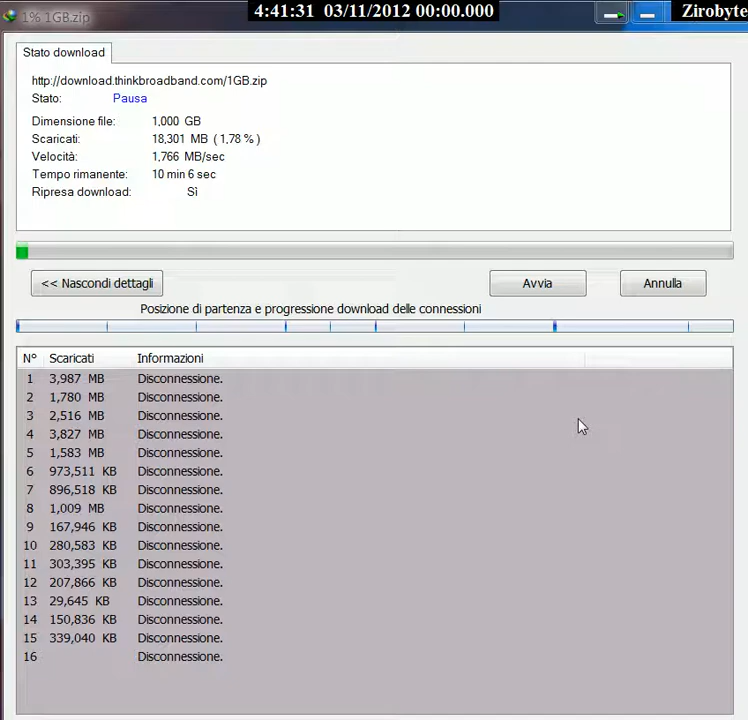 4:41:31 03/11/2012 00:00.000
Zirobyte
1% 1GB.zip
Stato download
http://download.thinkbroadband.com/1GB.zip
Stato: Pausa
Dimensione file: 1,000 GB
Scaricati: 18,301 MB ( 1,78 % )
Velocità: 1,766 MB/sec
Tempo rimanente: 10 min 6 sec
Ripresa download: Sì
<< Nascondi dettagli Avvia Annulla
Posizione di partenza e progressione download delle connessioni
N° Scaricati Informazioni
1 3,987 MB Disconnessione.
2 1,780 MB Disconnessione.
3 2,516 MB Disconnessione.
4 3,827 MB Disconnessione.
5 1,583 MB Disconnessione.
6 973,511 KB Disconnessione.
7 896,518 KB Disconnessione.
8 1,009 MB Disconnessione.
9 167,946 KB Disconnessione.
10 280,583 KB Disconnessione.
11 303,395 KB Disconnessione.
12 207,866 KB Disconnessione.
13 29,645 KB Disconnessione.
14 150,836 KB Disconnessione.
15 339,040 KB Disconnessione.
16 Disconnessione.